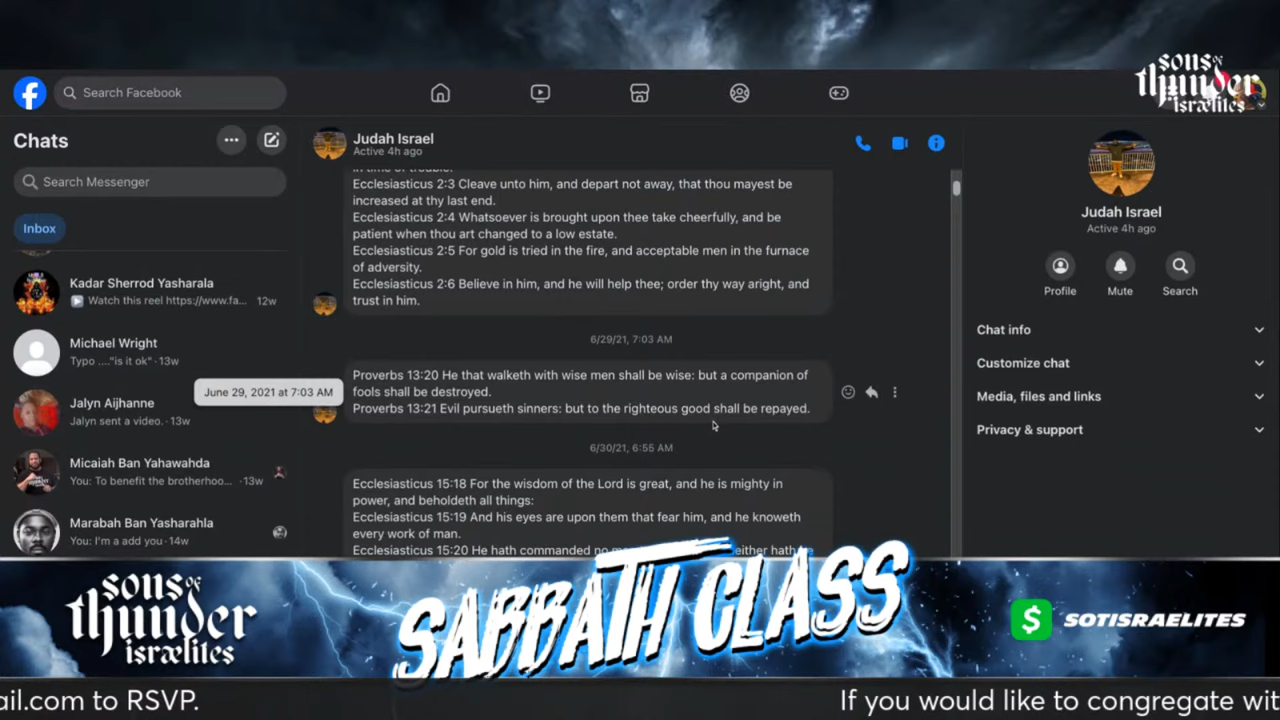 Search Facebook
sons of
thunder
israelites
Chats
Search Messenger
Inbox
Kadar Sherrod Yasharala
Watch this reel https://www.fa... 12w
Michael Wright
Typo ...."is it ok" · 13w
Jalyn Aijhanne
Jalyn sent a video. · 13w
Micaiah Ban Yahawahda
You: To benefit the brotherhoo... · 13w
Marabah Ban Yasharahla
You: I'm a add you · 14w
June 29, 2021 at 7:03 AM
Judah Israel
Active 4h ago
in time of trouble.
Ecclesiasticus 2:3 Cleave unto him, and depart not away, that thou mayest be
increased at thy last end.
Ecclesiasticus 2:4 Whatsoever is brought upon thee take cheerfully, and be
patient when thou art changed to a low estate.
Ecclesiasticus 2:5 For gold is tried in the fire, and acceptable men in the furnace
of adversity.
Ecclesiasticus 2:6 Believe in him, and he will help thee; order thy way aright, and
trust in him.
6/29/21, 7:03 AM
Proverbs 13:20 He that walketh with wise men shall be wise: but a companion of
fools shall be destroyed.
Proverbs 13:21 Evil pursueth sinners: but to the righteous good shall be repayed.
6/30/21, 6:55 AM
Ecclesiasticus 15:18 For the wisdom of the Lord is great, and he is mighty in
power, and beholdeth all things:
Ecclesiasticus 15:19 And his eyes are upon them that fear him, and he knoweth
every work of man.
Ecclesiasticus 15:20 He hath commanded no
Judah Israel
Active 4h ago
Profile
Mute
Search
Chat info
Customize chat
Media, files and links
Privacy & support
sons of
thunder
israelites
SABBATH CLASS
$ SOTISRAELITES
ail.com to RSVP.
If you would like to congregate wit